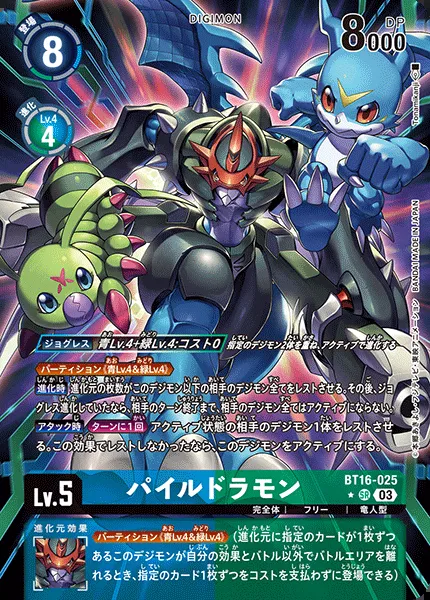 DIGIMON
登場
8
8000
DP
進化
Lv.4
4
Tonamikanji
BANDAI MADE IN JAPAN
ジョグレス 青Lv.4+緑Lv.4:コスト0 指定のデジモン2体を重ね、アクティブで進化する
パーティション《青Lv.4&緑Lv.4》
進化時 進化元の枚数がこのデジモン以下の相手のデジモン全てをレストさせる。その後、ジョ
グレス進化していたなら、相手のターン終了まで、相手のデジモン全てはアクティブにならない。
アタック時 ターンに1回 アクティブ状態の相手のデジモン1体をレストさ
せる。この効果でレストしなかったなら、このデジモンをアクティブにする。
Lv.5
パイルドラモン
BT16-025
SR 03
完全体 フリー 竜人型
進化元効果
パーティション《青Lv.4&緑Lv.4》(進化元に指定のカードが1枚ずつ
あるこのデジモンが自分の効果とバトル以外でバトルエリアを離
れるとき、指定のカード1枚ずつをコストを支払わずに登場できる)